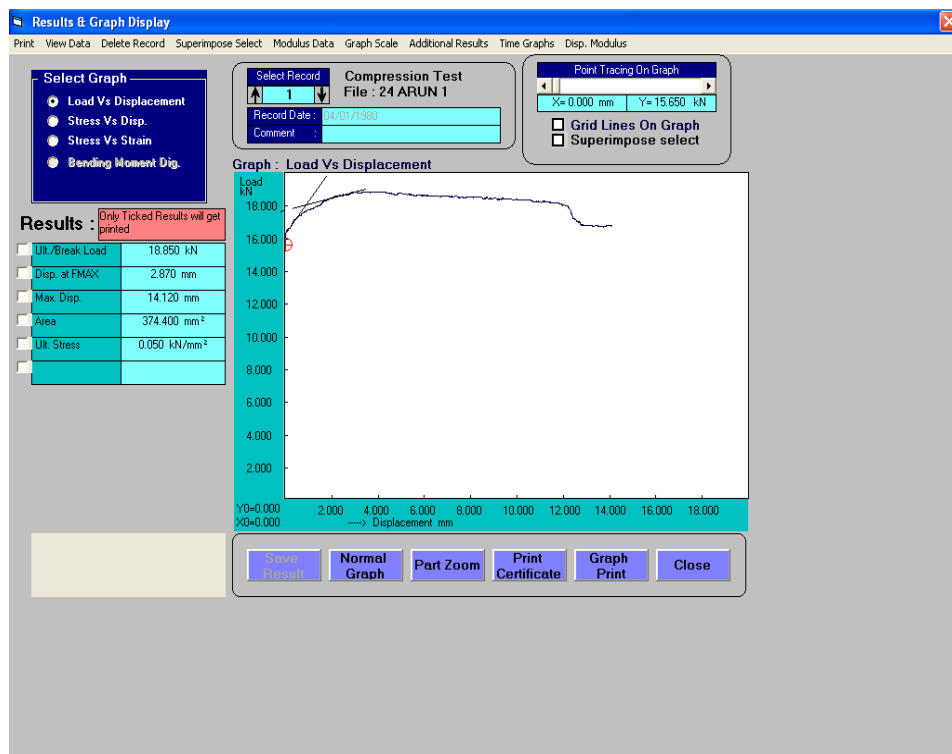 Results & Graph Display
Print View Data Delete Record Superimpose Select Modulus Data Graph Scale Additional Results Time Graphs Disp. Modulus
Select Graph
Load Vs Displacement
Stress Vs Disp.
Stress Vs Strain
Bending Moment Dig.
Select Record
1
Compression Test
File : 24 ARUN 1
Record Date : 04/01/1980
Comment :
Point Tracing On Graph
X= 0.000 mm Y= 15.650 kN
Grid Lines On Graph
Superimpose select
Results :
Only Ticked Results will get
printed
Ult./Break Load 18.850 kN
Disp. at FMAX 2.870 mm
Max. Disp. 14.120 mm
Area 374.400 mm²
Ult. Stress 0.050 kN/mm²
Graph : Load Vs Displacement
Load
kN
18.000
16.000
14.000
12.000
10.000
8.000
6.000
4.000
2.000
Y0=0.000
X0=0.000
2.000 4.000 6.000 8.000 10.000 12.000 14.000 16.000 18.000
----> Displacement mm
Save Result
Normal Graph
Part Zoom
Print Certificate
Graph Print
Close